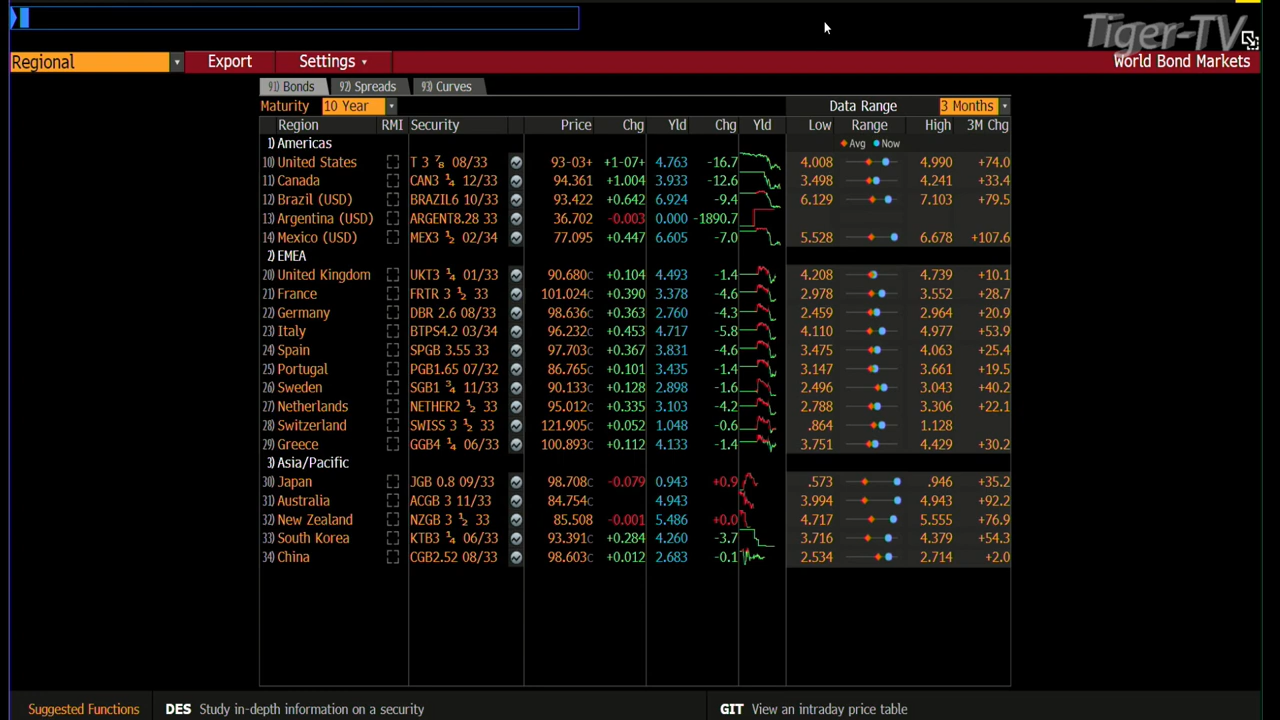 Tiger-TV
Regional Export Settings World Bond Markets
91) Bonds 92) Spreads 93) Curves
Maturity 10 Year Data Range 3 Months
Region RMI Security Price Chg Yld Chg Yld Low Range High 3M Chg
1) Americas Avg Now
10) United States T 3 ⅞ 08/33 93-03+ +1-07+ 4.763 -16.7 4.008 4.990 +74.0
11) Canada CAN3 ¼ 12/33 94.361 +1.004 3.933 -12.6 3.498 4.241 +33.4
12) Brazil (USD) BRAZIL6 10/33 93.422 +0.642 6.924 -9.4 6.129 7.103 +79.5
13) Argentina (USD) ARGENT8.28 33 36.702 -0.003 0.000 -1890.7
14) Mexico (USD) MEX3 ½ 02/34 77.095 +0.447 6.605 -7.0 5.528 6.678 +107.6
2) EMEA
20) United Kingdom UKT3 ¼ 01/33 90.680c +0.104 4.493 -1.4 4.208 4.739 +10.1
21) France FRTR 3 ½ 33 101.024c +0.390 3.378 -4.6 2.978 3.552 +28.7
22) Germany DBR 2.6 08/33 98.636c +0.363 2.760 -4.3 2.459 2.964 +20.9
23) Italy BTPS4.2 03/34 96.232c +0.453 4.717 -5.8 4.110 4.977 +53.9
24) Spain SPGB 3.55 33 97.703c +0.367 3.831 -4.6 3.475 4.063 +25.4
25) Portugal PGB1.65 07/32 86.765c +0.101 3.435 -1.4 3.147 3.661 +19.5
26) Sweden SGB1 ¾ 11/33 90.133c +0.128 2.898 -1.6 2.496 3.043 +40.2
27) Netherlands NETHER2 ½ 33 95.012c +0.335 3.103 -4.2 2.788 3.306 +22.1
28) Switzerland SWISS 3 ½ 33 121.905c +0.052 1.048 -0.6 .864 1.128
29) Greece GGB4 ¼ 06/33 100.893c +0.112 4.133 -1.4 3.751 4.429 +30.2
3) Asia/Pacific
30) Japan JGB 0.8 09/33 98.708c -0.079 0.943 +0.9 .573 .946 +35.2
31) Australia ACGB 3 11/33 84.754c 4.943 3.994 4.943 +92.2
32) New Zealand NZGB 3 ½ 33 85.508 -0.001 5.486 +0.0 4.717 5.555 +76.9
33) South Korea KTB3 ¼ 06/33 93.391c +0.284 4.260 -3.7 3.716 4.379 +54.3
34) China CGB2.52 08/33 98.603c +0.012 2.683 -0.1 2.534 2.714 +2.0
Suggested Functions DES Study in-depth information on a security GIT View an intraday price table